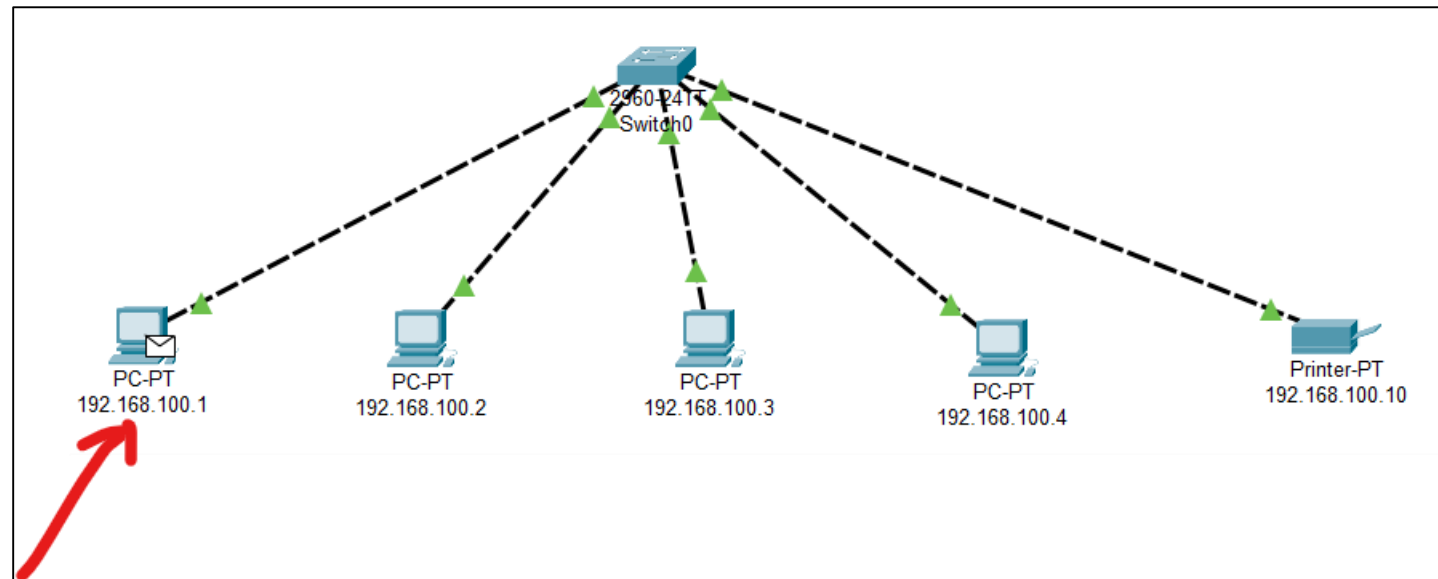 2960-24TT
Switch0
PC-PT
192.168.100.1
PC-PT
192.168.100.2
PC-PT
192.168.100.3
PC-PT
192.168.100.4
Printer-PT
192.168.100.10